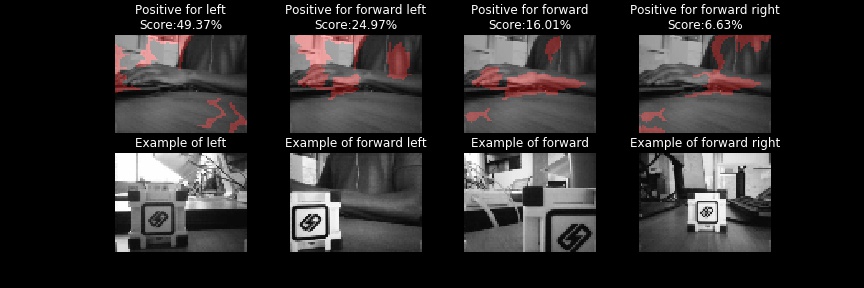 Positive for left
Score:49.37%
Positive for forward left
Score:24.97%
Positive for forward
Score:16.01%
Positive for forward right
Score:6.63%
Example of left
Example of forward left
Example of forward
Example of forward right